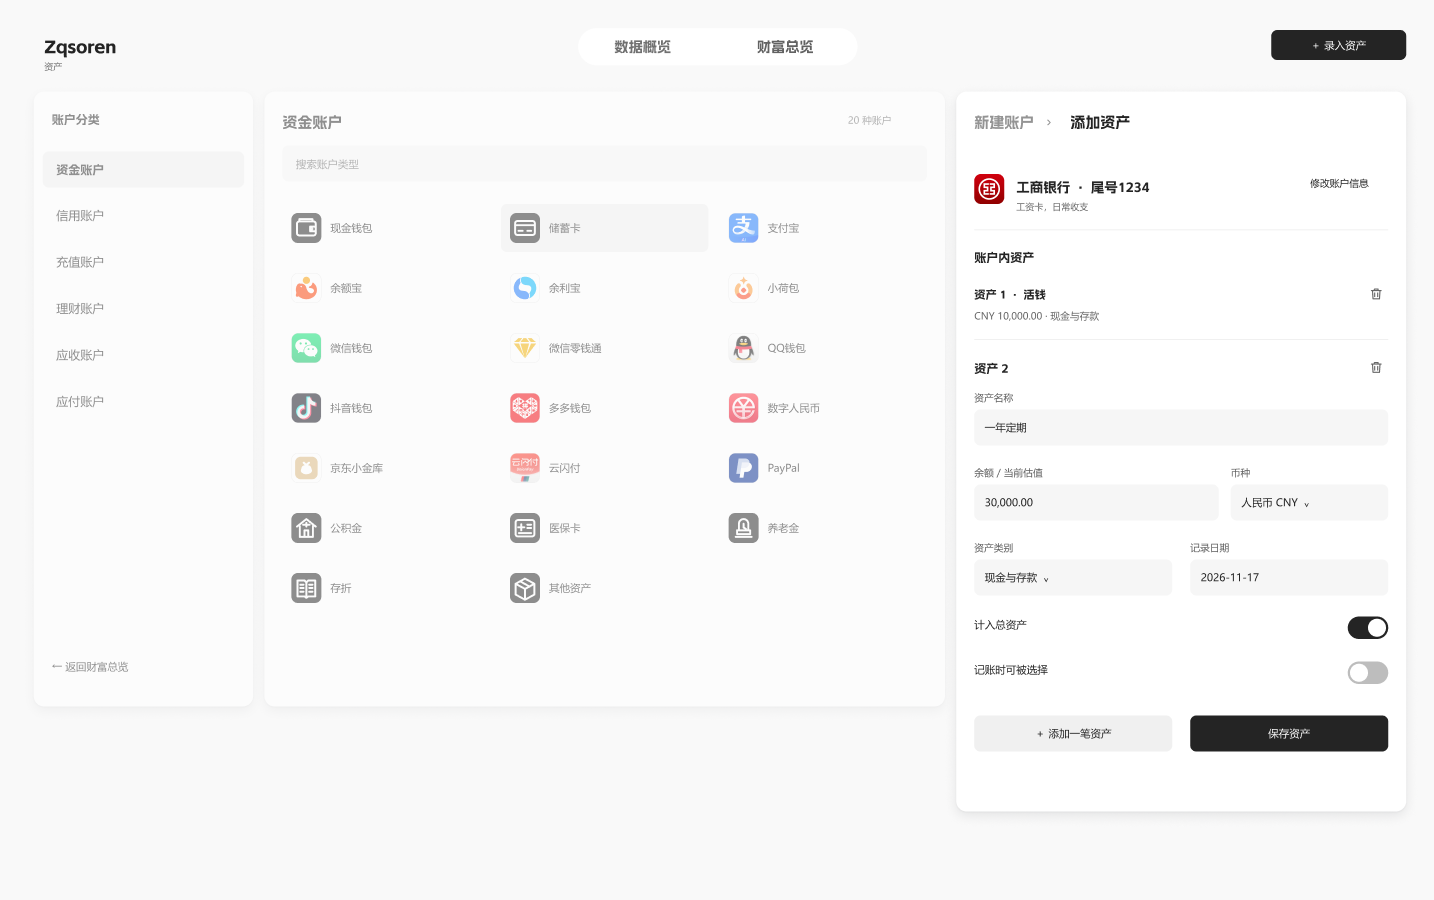 Zqsoren
资产
数据概览
财富总览
+ 录入资产
账户分类
资金账户
信用账户
充值账户
理财账户
应收账户
应付账户
← 返回财富总览
资金账户
20 种账户
搜索账户类型
现金钱包
储蓄卡
支付宝
余额宝
余利宝
小荷包
微信钱包
微信零钱通
QQ钱包
抖音钱包
多多钱包
数字人民币
京东小金库
云闪付
云闪付
PayPal
公积金
医保卡
养老金
存折
其他资产
新建账户 › 添加资产
工商银行 · 尾号1234
修改账户信息
工资卡，日常收支
账户内资产
资产 1 · 活钱
CNY 10,000.00 · 现金与存款
资产 2
资产名称
一年定期
余额 / 当前估值
币种
30,000.00
人民币 CNY
资产类别
记录日期
现金与存款
2026-11-17
计入总资产
记账时可被选择
+ 添加一笔资产
保存资产